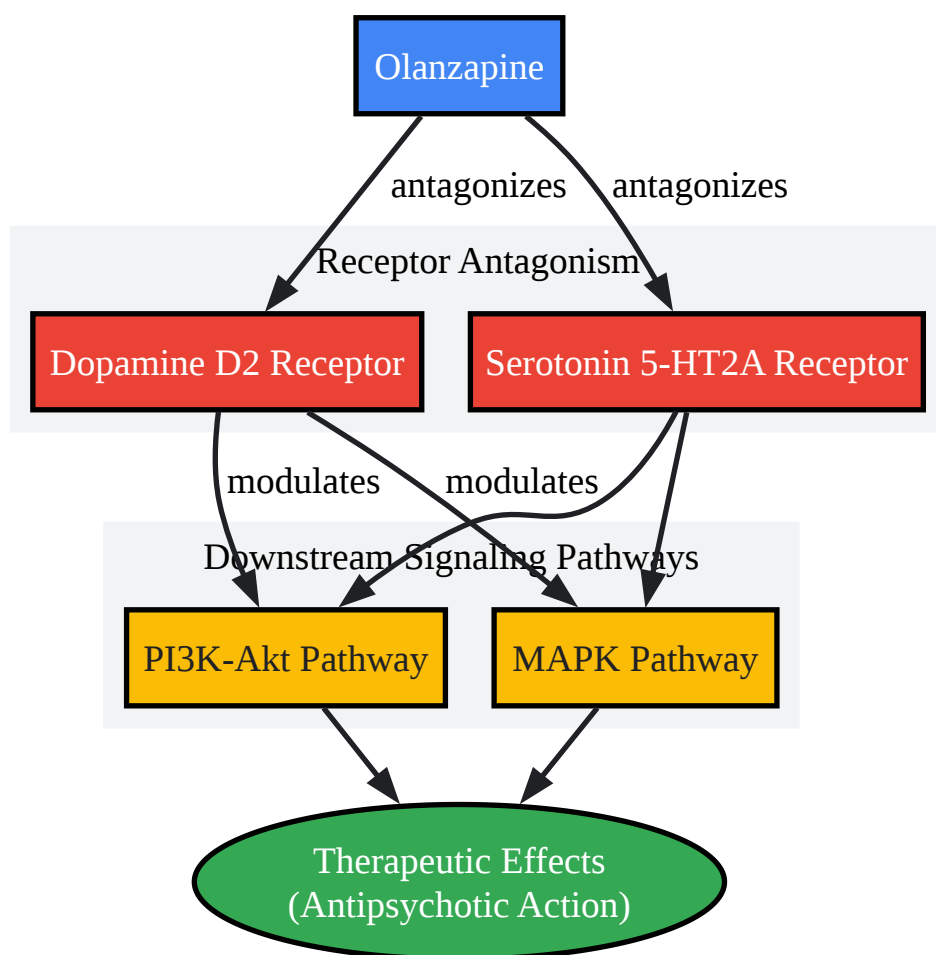 Olanzapine
antagonizes
antagonizes
Receptor Antagonism
Dopamine D2 Receptor
Serotonin 5-HT2A Receptor
modulates
modulates
Downstream Signaling Pathways
PI3K-Akt Pathway
MAPK Pathway
Therapeutic Effects
(Antipsychotic Action)